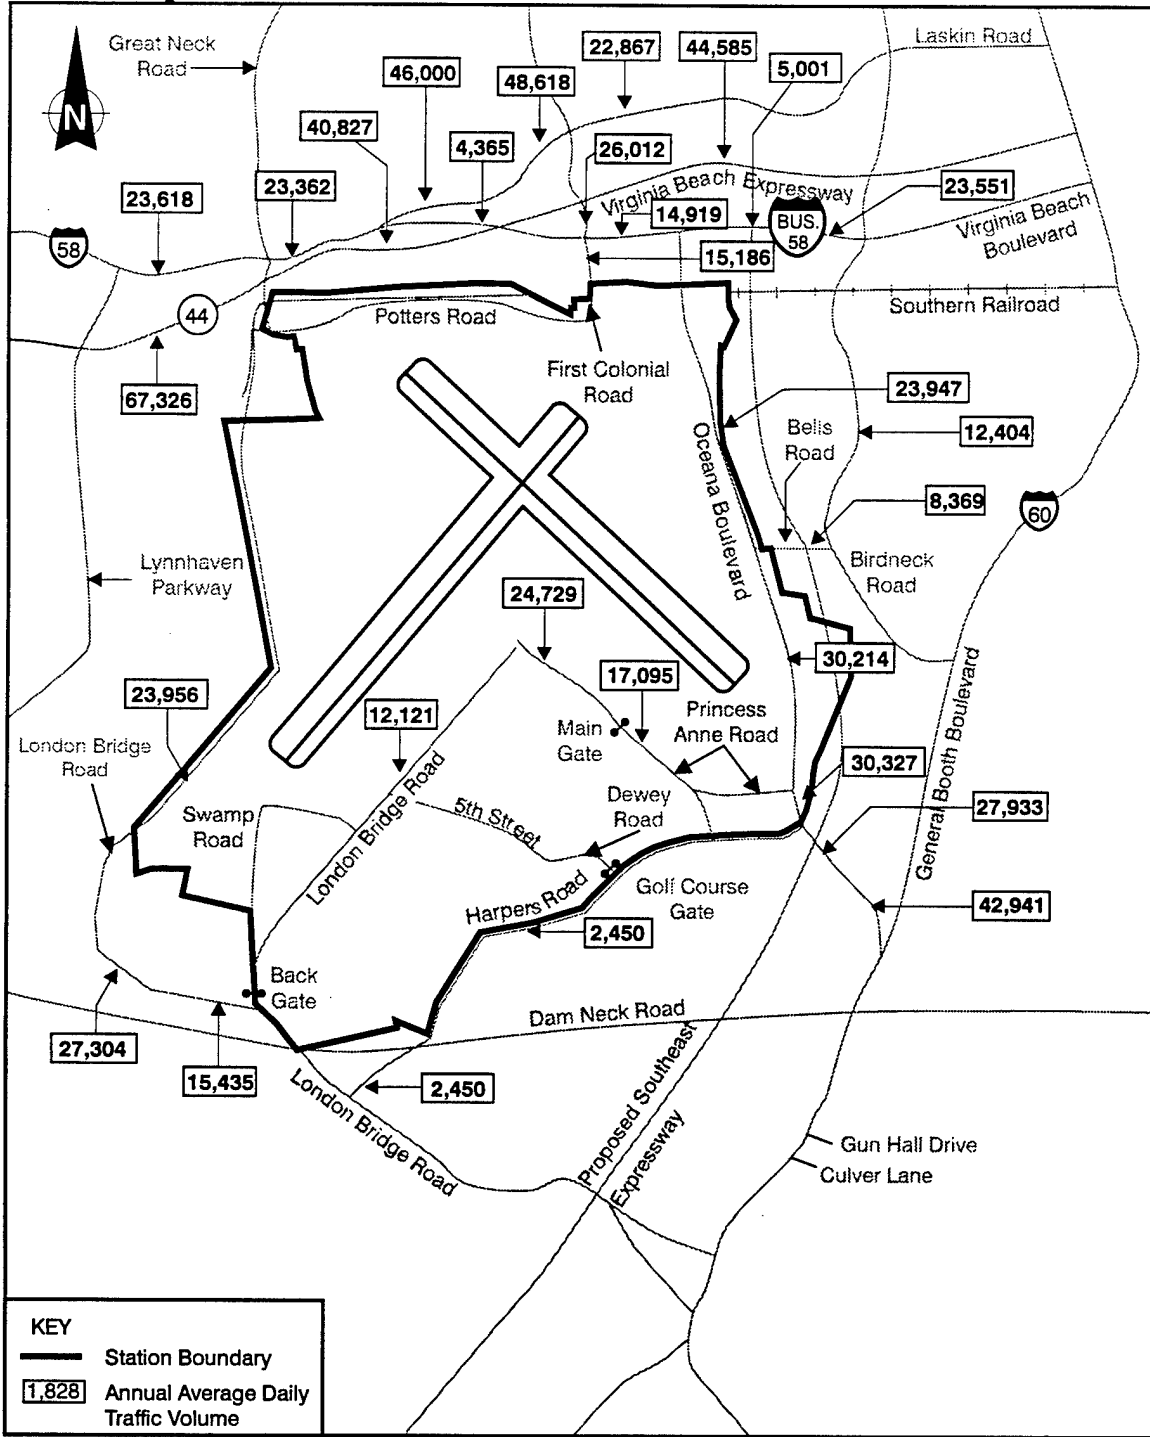 Great Neck
Road
46,000
22,867
44,585
Laskin Road
48,618
5,001
40,827
4,365
26,012
23,618
23,362
Virginia Beach Expressway
23,551
14,919
BUS.
58
Virginia Beach
Boulevard
58
15,186
N
44
Potters Road
Southern Railroad
First Colonial
Road
67,326
23,947
Bells
Road
12,404
Oceana Boulevard
8,369
60
Lynnhaven
Parkway
Birdneck
Road
24,729
30,214
17,095
23,956
12,121
Main
Gate
Princess
Anne Road
London Bridge
Road
30,327
General Booth Boulevard
Swamp
Road
London Bridge Road
5th Street
Dewey
Road
27,933
Harpers Road
Golf Course
Gate
42,941
2,450
Back
Gate
Dam Neck Road
27,304
15,435
2,450
London Bridge Road
Proposed Southeast
Expressway
Gun Hall Drive
Culver Lane
KEY
Station Boundary
1,828
Annual Average Daily
Traffic Volume